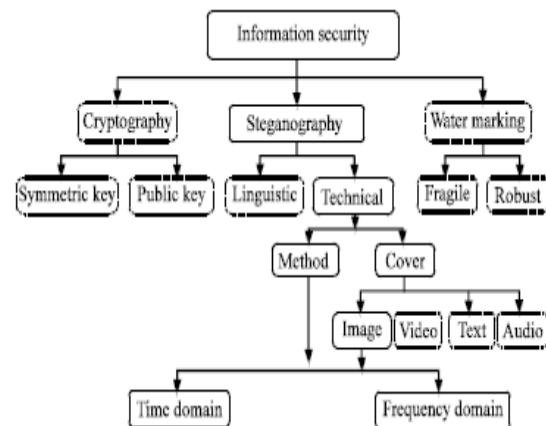 Information security
Cryptography
Steganography
Water marking
Symmetric key
Public key
Linguistic
Technical
Fragile
Robust
Method
Cover
Image
Video
Text
Audio
Time domain
Frequency domain